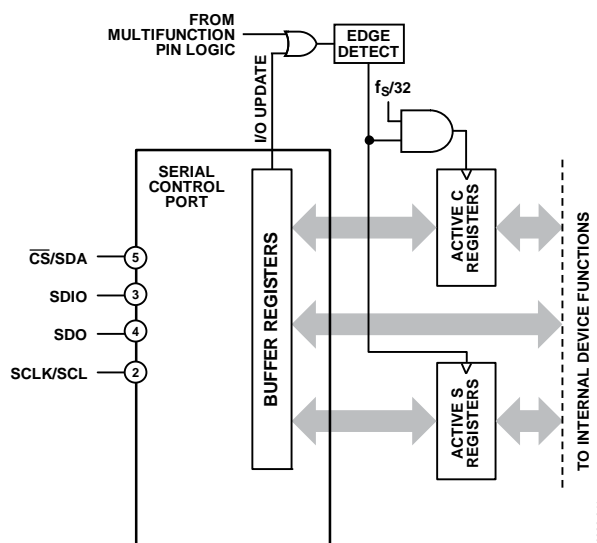 FROM
MULTIFUNCTION
PIN LOGIC
EDGE
DETECT
I/O UPDATE
fS/32
SERIAL
CONTROL
PORT
BUFFER REGISTERS
ACTIVE C
REGISTERS
TO INTERNAL DEVICE FUNCTIONS
CS/SDA
5
SDIO
3
SDO
4
SCLK/SCL
2
ACTIVE S
REGISTERS